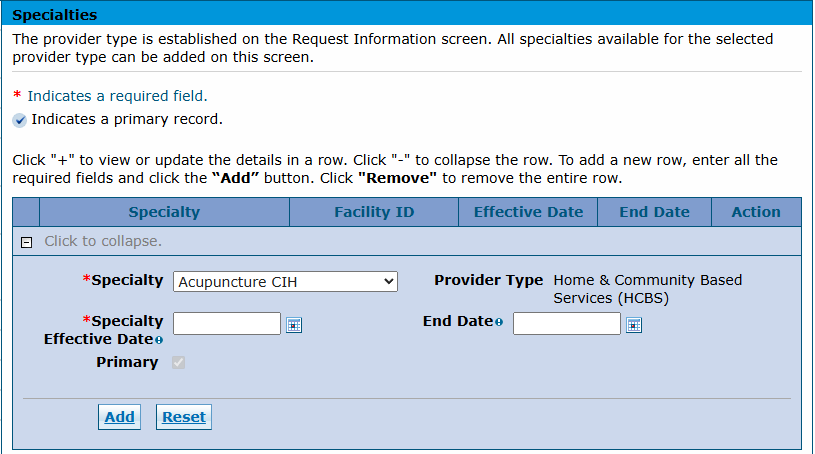 Specialties
The provider type is established on the Request Information screen. All specialties available for the selected
provider type can be added on this screen.
* Indicates a required field.
Indicates a primary record.
Click "+" to view or update the details in a row. Click "-" to collapse the row. To add a new row, enter all the
required fields and click the “Add” button. Click "Remove" to remove the entire row.
Specialty Facility ID Effective Date End Date Action
Click to collapse.
*Specialty Acupuncture CIH Provider Type Home & Community Based
Services (HCBS)
*Specialty End Date
Effective Date
Primary
Add Reset